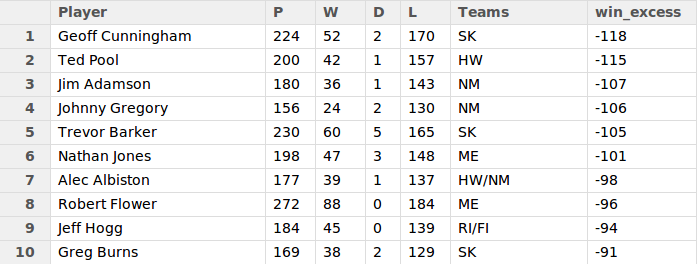 Player P W D L Teams win_excess
1 Geoff Cunningham 224 52 2 170 SK -118
2 Ted Pool 200 42 1 157 HW -115
3 Jim Adamson 180 36 1 143 NM -107
4 Johnny Gregory 156 24 2 130 NM -106
5 Trevor Barker 230 60 5 165 SK -105
6 Nathan Jones 198 47 3 148 ME -101
7 Alec Albiston 177 39 1 137 HW/NM -98
8 Robert Flower 272 88 0 184 ME -96
9 Jeff Hogg 184 45 0 139 RI/FI -94
10 Greg Burns 169 38 2 129 SK -91